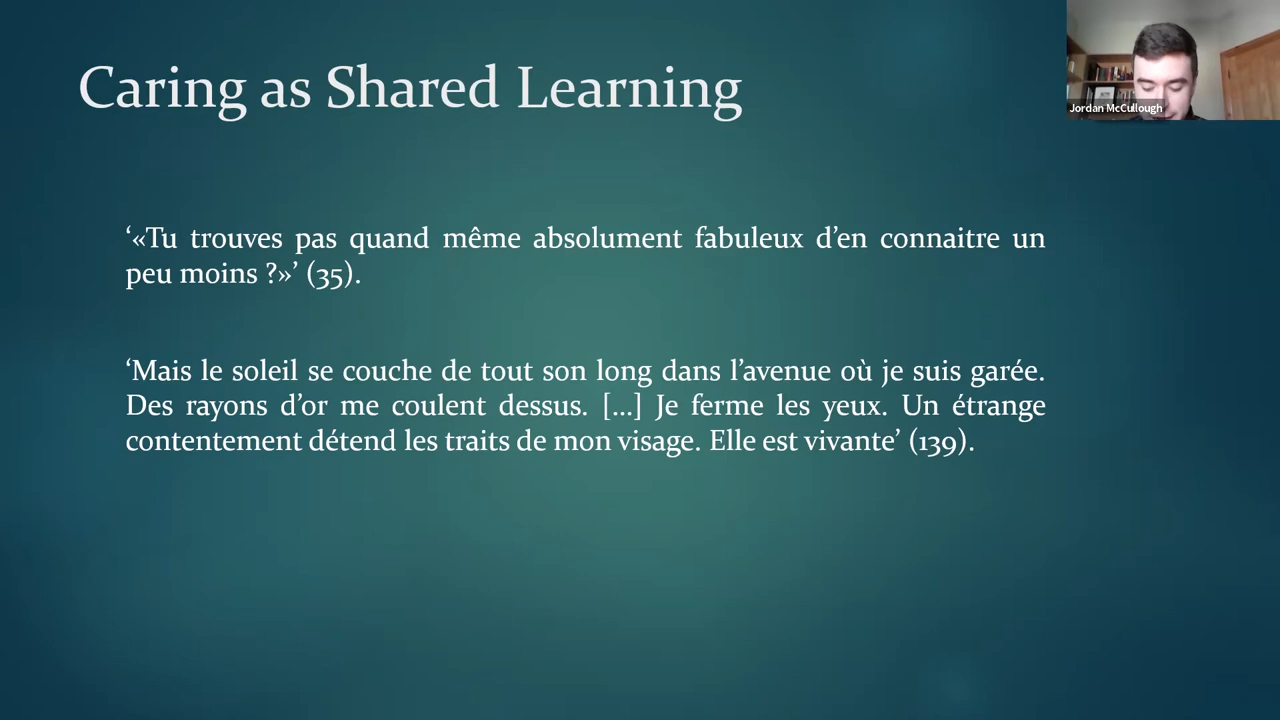 Caring as Shared Learning
Jordan McCullough
‘«Tu trouves pas quand même absolument fabuleux d’en connaitre un
peu moins ?»’ (35).
‘Mais le soleil se couche de tout son long dans l’avenue où je suis garée.
Des rayons d’or me coulent dessus. [...] Je ferme les yeux. Un étrange
contentement détend les traits de mon visage. Elle est vivante’ (139).